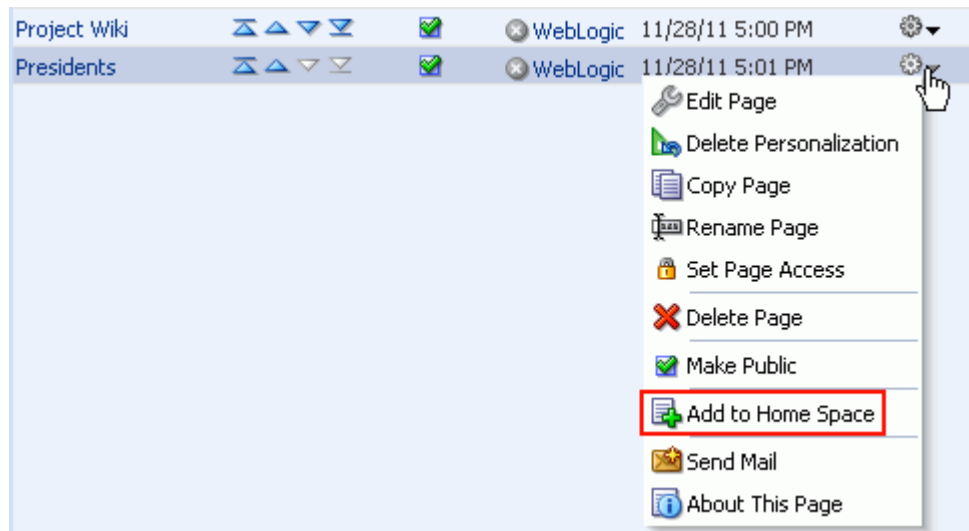 Project Wiki WebLogic 11/28/11 5:00 PM
Presidents WebLogic 11/28/11 5:01 PM
Edit Page
Delete Personalization
Copy Page
Rename Page
Set Page Access
Delete Page
Make Public
Add to Home Space
Send Mail
About This Page